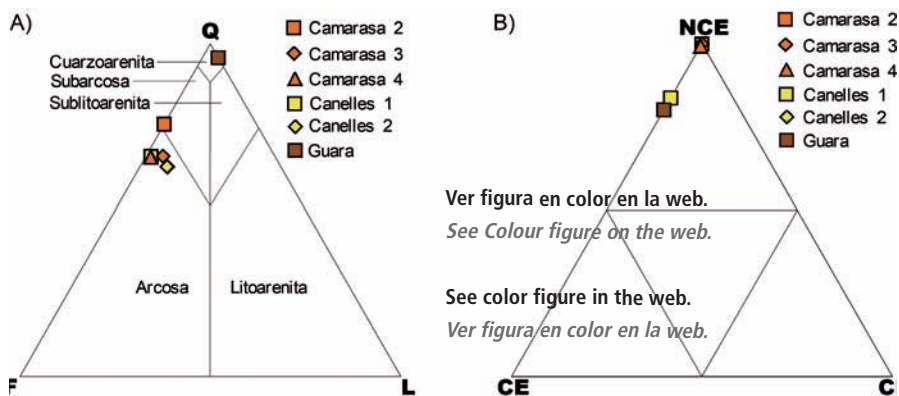 A)
Q
Cuarzoarenita
Subarcosa
Sublitoarenita
Camarasa 2
Camarasa 3
Camarasa 4
Canelles 1
Canelles 2
Guara
Arcosa
Litoarenita
F
L
B)
NCE
Camarasa 2
Camarasa 3
Camarasa 4
Canelles 1
Canelles 2
Guara
Ver figura en color en la web.
See Colour figure on the web.
See color figure in the web.
Ver figura en color en la web.
CE